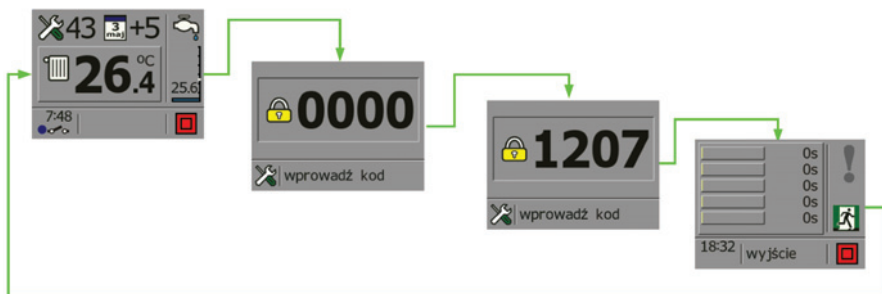 43 3 maj +5
26.4 °C
25.6
7:48
0000
wprowadź kod
1207
wprowadź kod
0s
0s
0s
0s
0s
18:32 wyjście